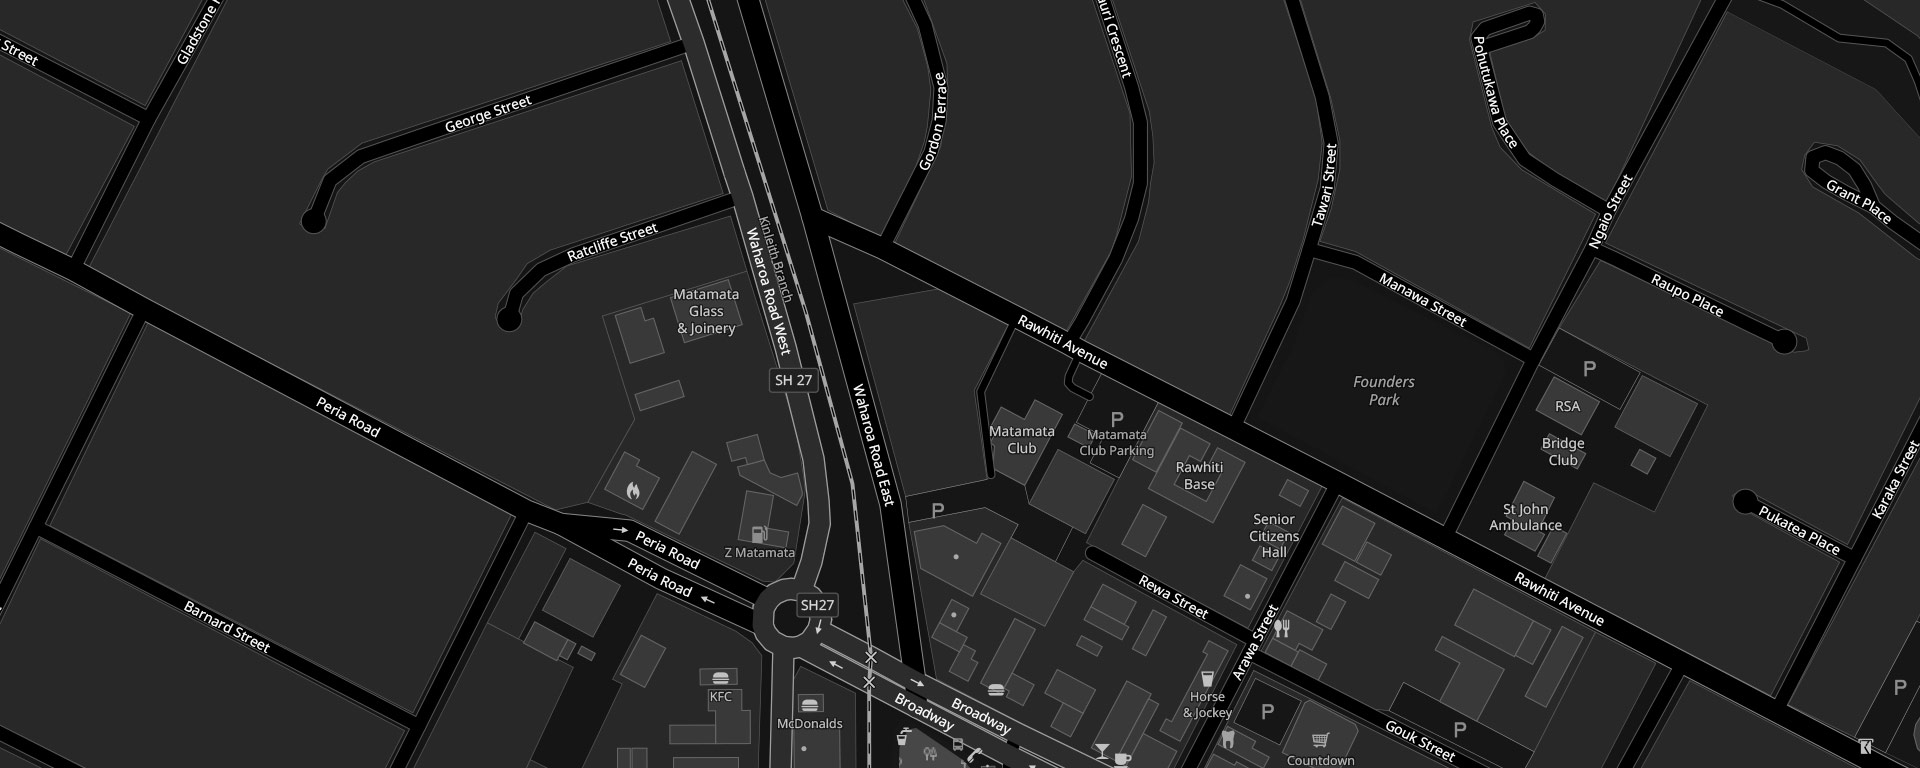 Street
Gladstone
George Street
Ratcliffe Street
Gordon Terrace
Crescent
Tawari Street
Pohutukawa Place
Ngaio Street
Grant Place
Raupo Place
Manawa Street
Kinleith Branch
Waharoa Road West
Matamata
Glass
& Joinery
SH 27
Rawhiti Avenue
Founders
Park
P
RSA
Bridge
Club
Peria Road
Waharoa Road East
Matamata
Club
P
Matamata
Club Parking
Rawhiti
Base
Karaka Street
Pukatea Place
St John
Ambulance
Senior
Citizens
Hall
P
Z Matamata
Peria Road
Peria Road
Barnard Street
SH27
Rewa Street
Arawa Street
Rawhiti Avenue
KFC
McDonalds
Broadway
Broadway
Horse
& Jockey
P
P
P
Gouk Street
Countdown